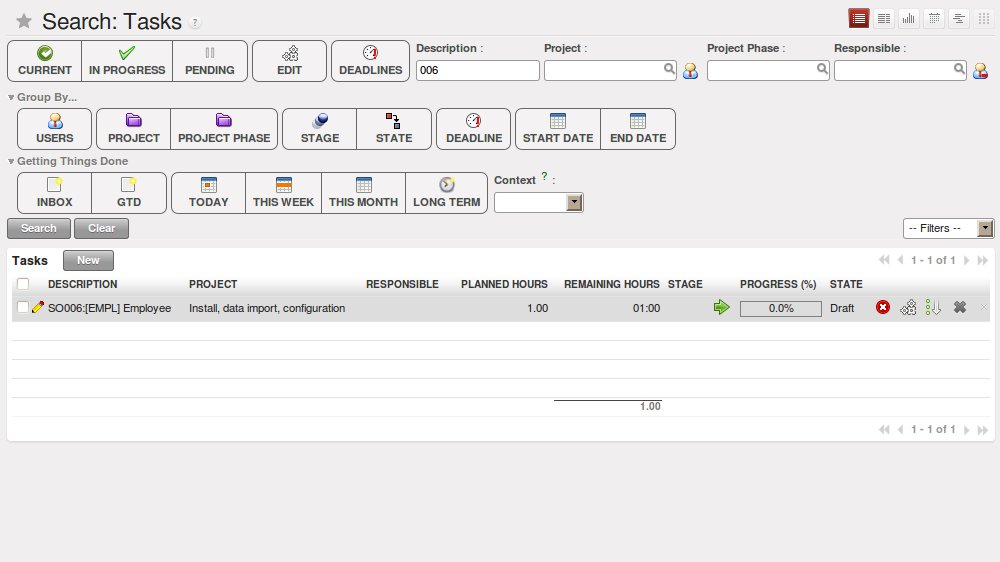 Search: Tasks ?
CURRENT IN PROGRESS PENDING EDIT DEADLINES
Description : Project : Project Phase : Responsible :
006
Group By...
USERS PROJECT PROJECT PHASE STAGE STATE DEADLINE START DATE END DATE
Getting Things Done
INBOX GTD TODAY THIS WEEK THIS MONTH LONG TERM
Context ? :
Search Clear -- Filters --
Tasks New 1 - 1 of 1
DESCRIPTION PROJECT RESPONSIBLE PLANNED HOURS REMAINING HOURS STAGE PROGRESS (%) STATE
SO006:[EMPL] Employee Install, data import, configuration 1.00 01:00 0.0% Draft
1.00
1 - 1 of 1